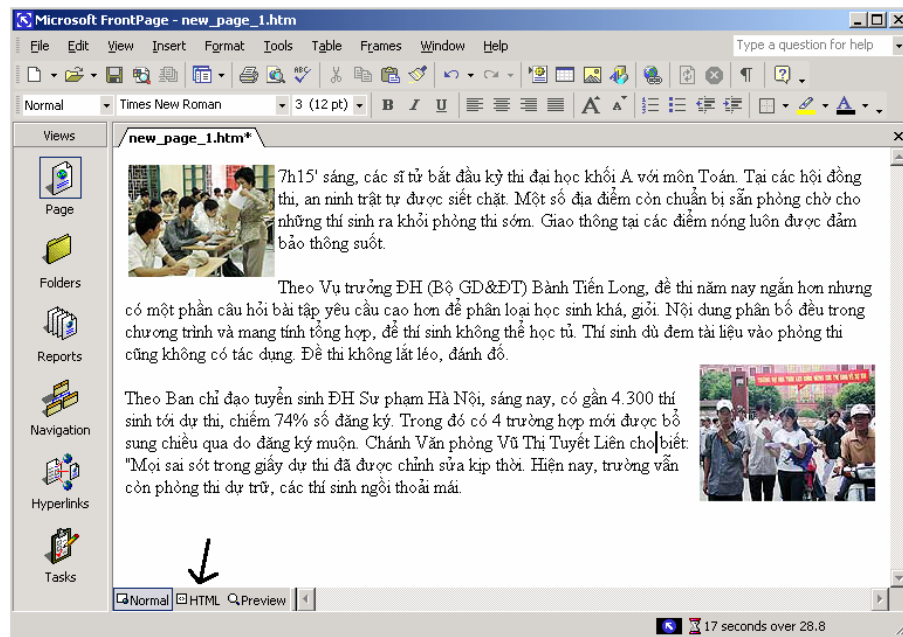 Microsoft FrontPage - new_page_1.htm
File Edit View Insert Format Tools Table Frames Window Help Type a question for help
Normal Times New Roman 3 (12 pt) B I U A A A
Views
new_page_1.htm*
Page
Folders
Reports
Navigation
Hyperlinks
Tasks
7h15' sáng, các sĩ tử bắt đầu kỳ thi đại học khối A với môn Toán. Tại các hội đồng
thi, an ninh trật tự được siết chặt. Một số địa điểm còn chuẩn bị sẵn phòng chờ cho
những thí sinh ra khỏi phòng thi sớm. Giao thông tại các điểm nóng luôn được đảm
bảo thông suốt.
Theo Vụ trưởng ĐH (Bộ GD&ĐT) Bành Tiến Long, đề thi năm nay ngắn hơn nhưng
có một phần câu hỏi bài tập yêu cầu cao hơn để phân loại học sinh khá, giỏi. Nội dung phân bố đều trong
chương trình và mang tính tổng hợp, để thí sinh không thể học tủ. Thí sinh dù đem tài liệu vào phòng thi
cũng không có tác dụng. Đề thi không lắt léo, đánh đố.
Theo Ban chỉ đạo tuyển sinh ĐH Sư phạm Hà Nội, sáng nay, có gần 4.300 thí
sinh tới dự thi, chiếm 74% số đăng ký. Trong đó có 4 trường hợp mới được bổ
sung chiều qua do đăng ký muộn. Chánh Văn phòng Vũ Thị Tuyết Liên cho biết:
"Mọi sai sót trong giấy dự thi đã được chỉnh sửa kịp thời. Hiện nay, trường vẫn
còn phòng thi dự trữ, các thí sinh ngồi thoải mái.
Normal HTML Preview
17 seconds over 28.8